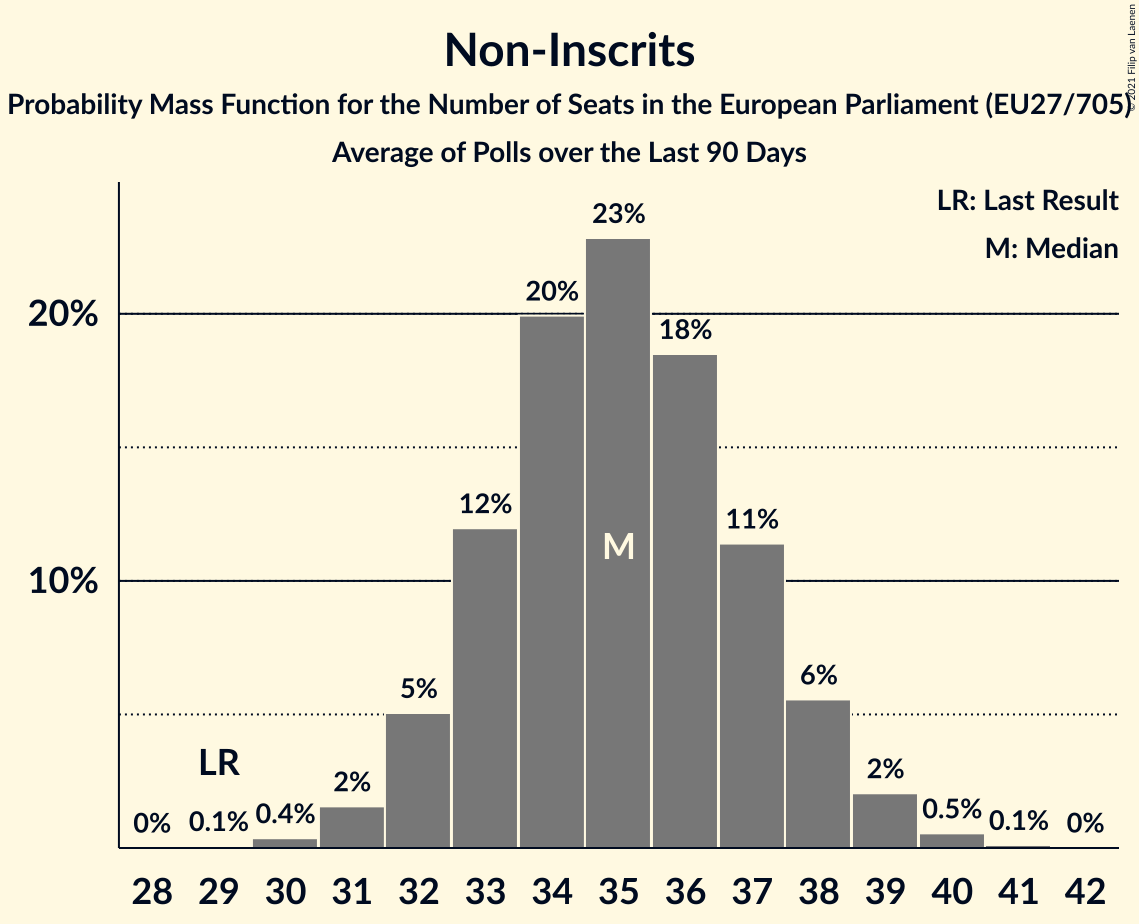 Non-Inscrits
Probability Mass Function for the Number of Seats in the European Parliament (EU27/705)
Average of Polls over the Last 90 Days
© 2021 Filip van Laenen
LR: Last Result
M: Median
23%
20%
20%
18%
12%
11%
M
10%
6%
5%
LR
2%
2%
0%
0.1%
0.4%
0.5%
0.1%
0%
28 29 30 31 32 33 34 35 36 37 38 39 40 41 42